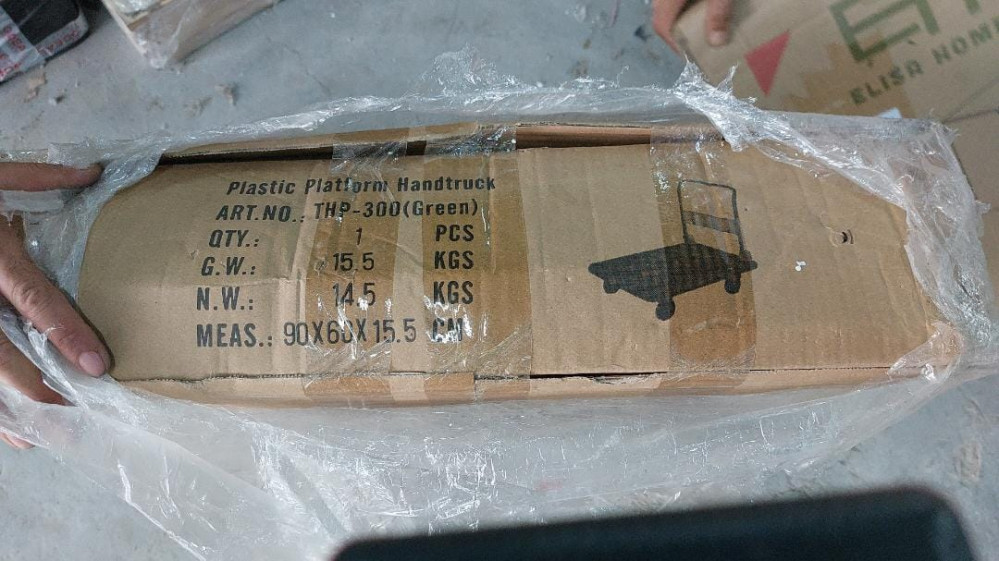 Plastic Platform Handtruck
ART.NO.: THP-300(Green)
QTY.: 1 PCS
G.W.: 15.5 KGS
N.W.: 14.5 KGS
MEAS.: 90X60X15.5 CM
ELISA HOME